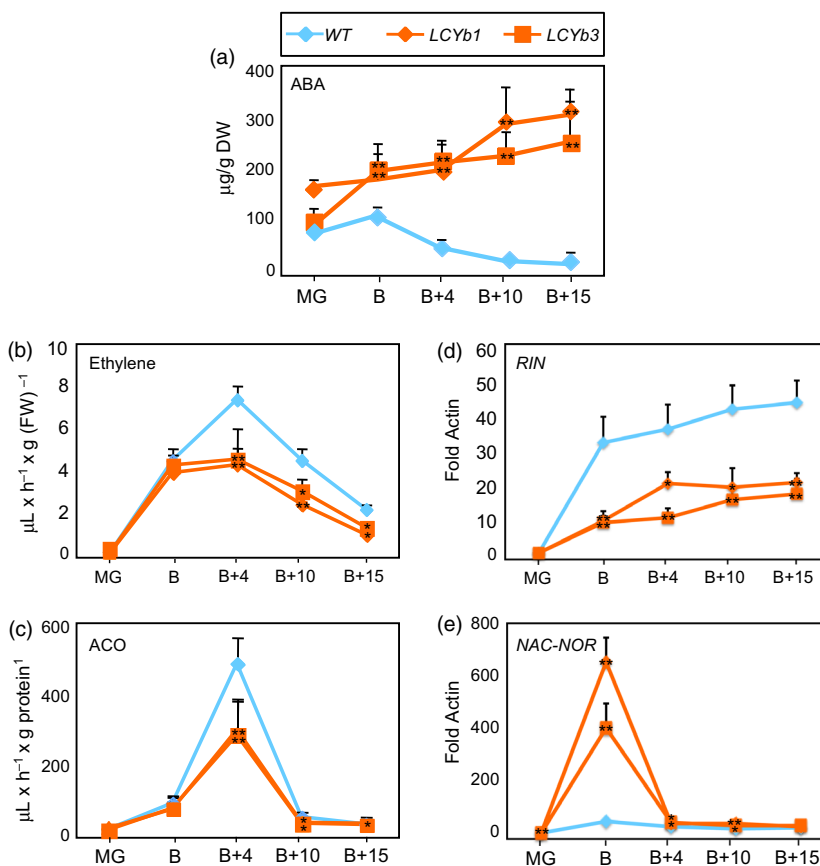 WT LCYb1 LCYb3
(a)
ABA
400
300
200
100
0
µg/g DW
MG B B+4 B+10 B+15
** ** ** ** ** ** ** **
(b)
Ethylene
10
8
6
4
2
0
µL x h⁻¹ x g (FW) ⁻¹
MG B B+4 B+10 B+15
** ** * ** * *
(d)
RIN
60
50
40
30
20
10
0
Fold Actin
MG B B+4 B+10 B+15
** ** * ** * ** ** **
(c)
ACO
600
400
200
0
µL x h⁻¹ x g protein¹
MG B B+4 B+10 B+15
** ** * * *
(e)
NAC-NOR
800
600
400
200
0
Fold Actin
MG B B+4 B+10 B+15
** ** ** * * ** *